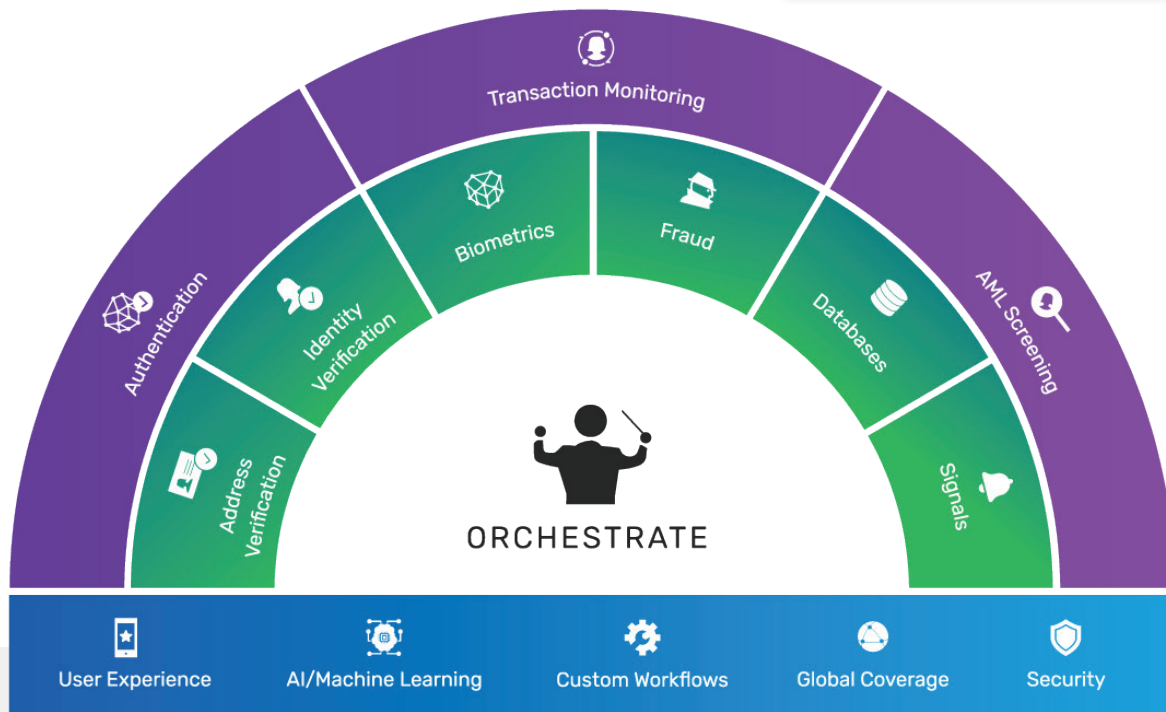 Transaction Monitoring
Authentication
AML Screening
Address
Verification
Identity
Verification
Biometrics
Fraud
Databases
Signals
ORCHESTRATE
User Experience
AI/Machine Learning
Custom Workflows
Global Coverage
Security